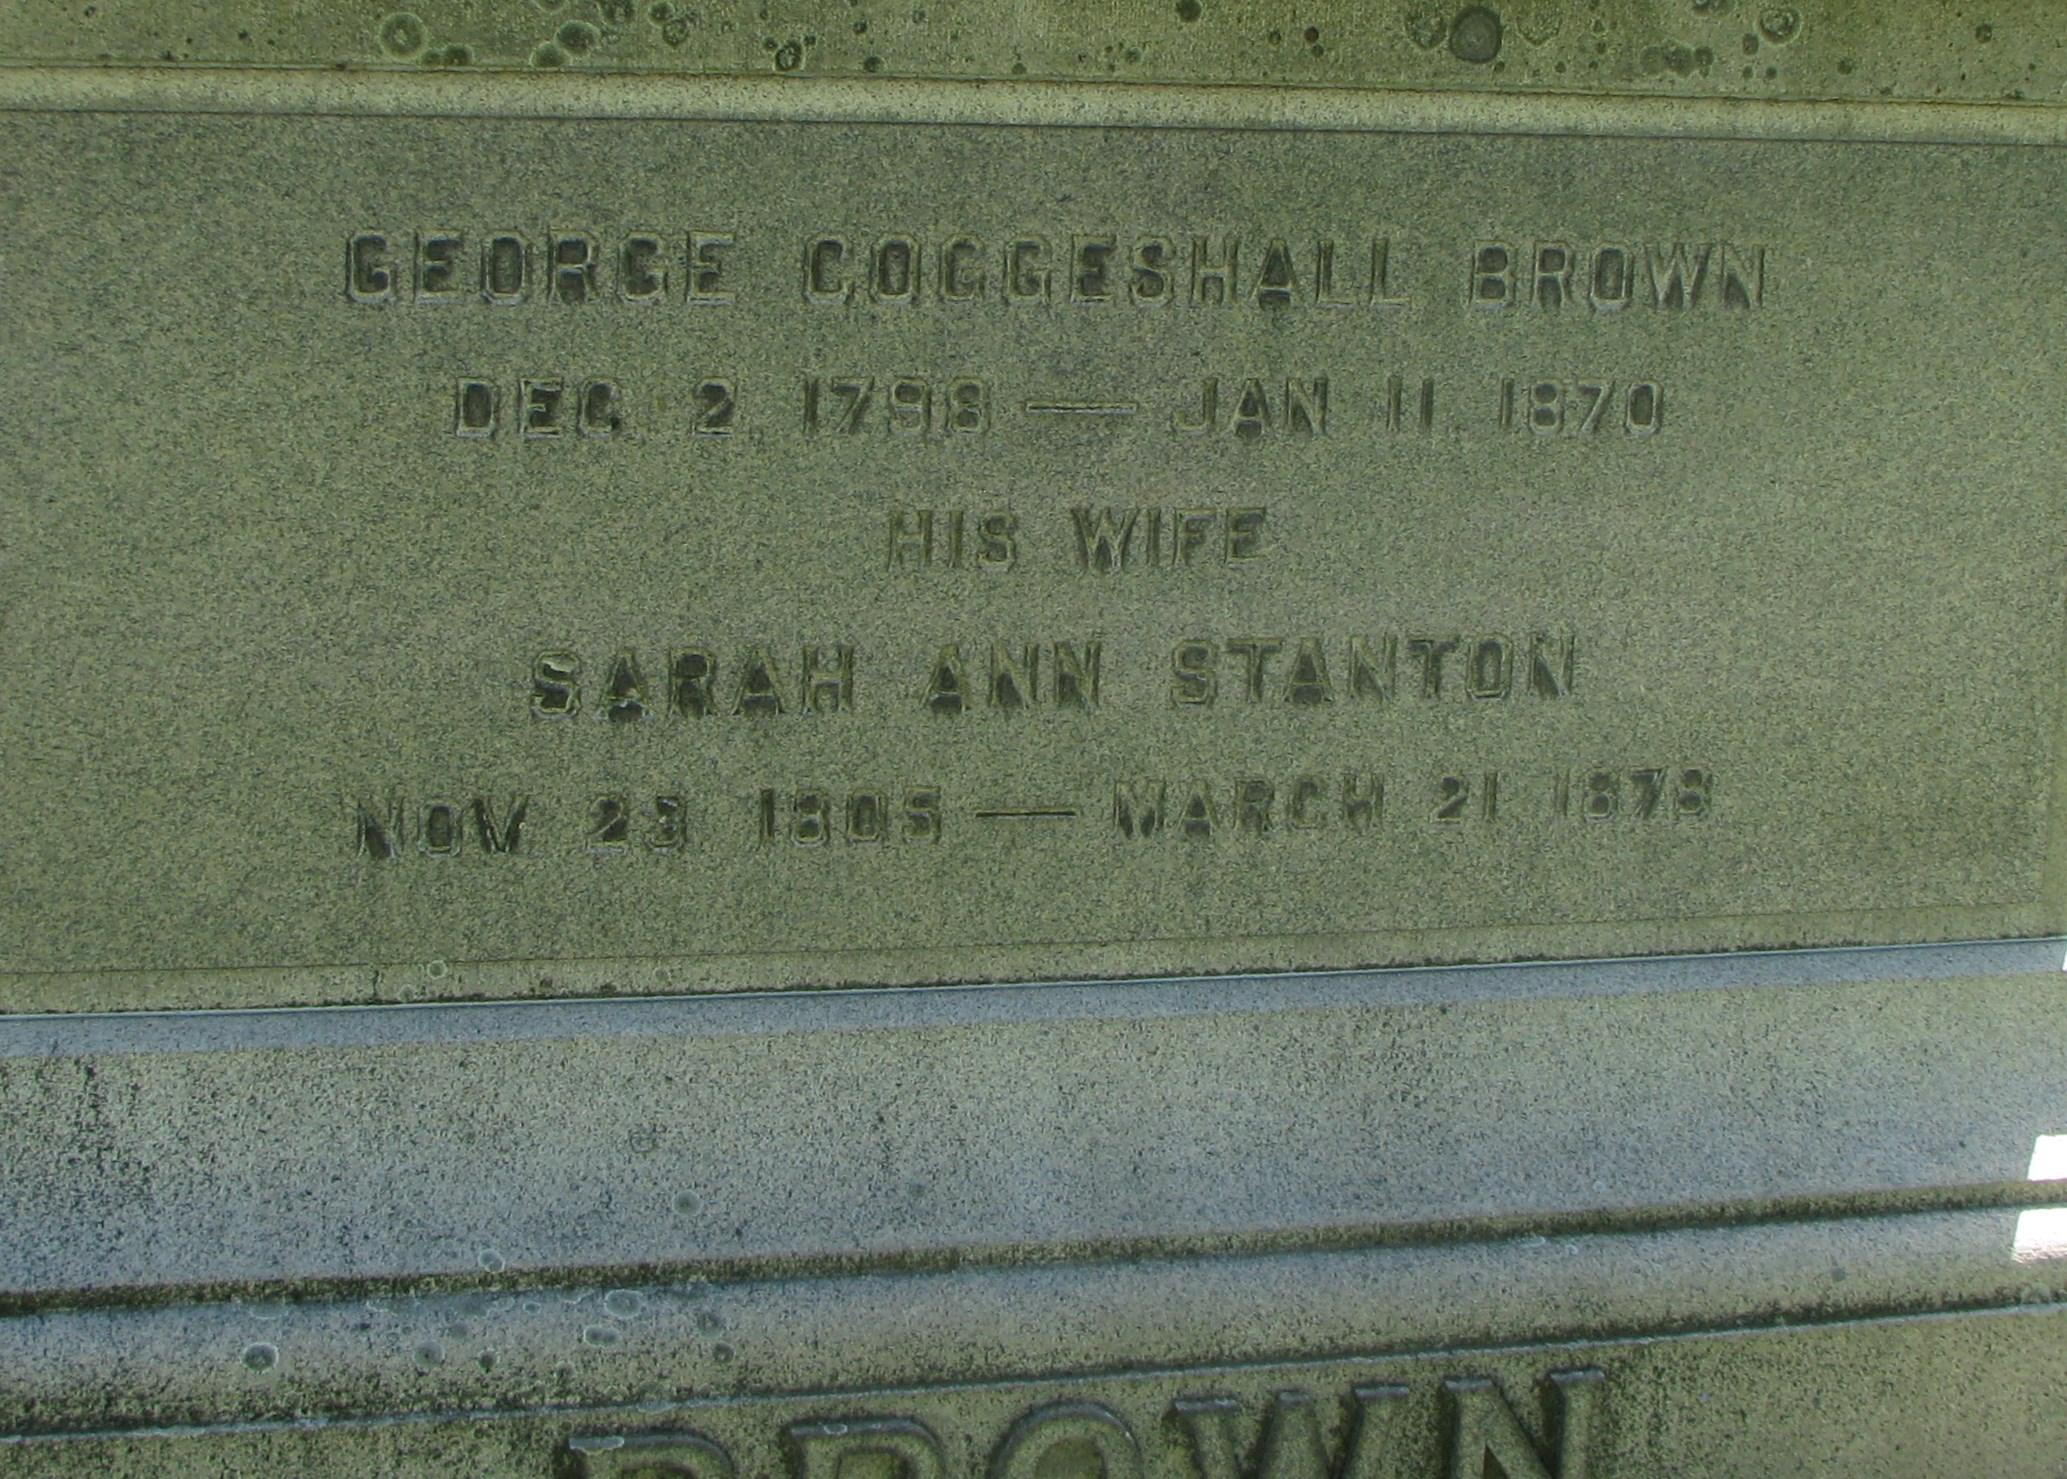 GEORGE COGGESHALL BROWN
DEC. 2 1798 — JAN 11. 1870
HIS WIFE
SARAH ANN STANTON
NOV. 23 1805 — MARCH 21 1878
BROWN